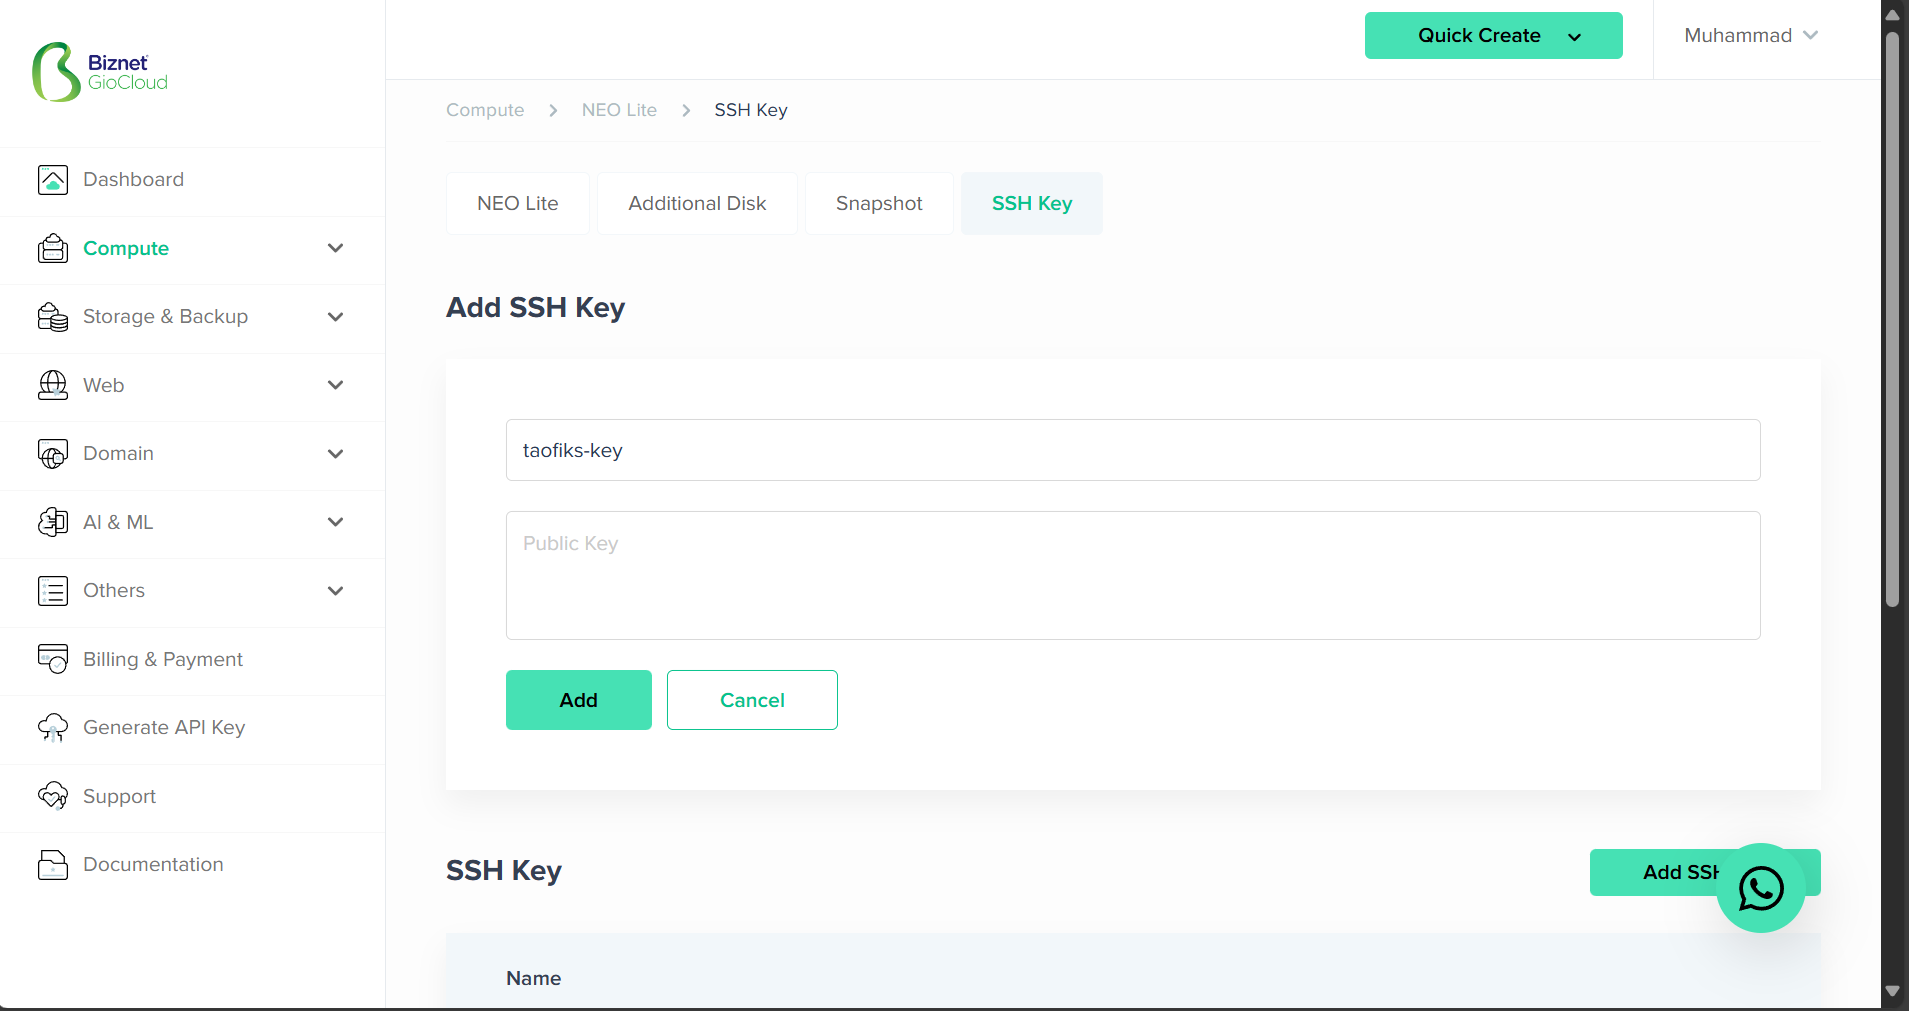 Biznet
GioCloud
Quick Create
Muhammad
Compute
NEO Lite
SSH Key
Dashboard
Compute
Storage & Backup
Web
Domain
AI & ML
Others
Billing & Payment
Generate API Key
Support
Documentation
NEO Lite
Additional Disk
Snapshot
SSH Key
Add SSH Key
taofiks-key
Public Key
Add
Cancel
SSH Key
Add SSH
Name